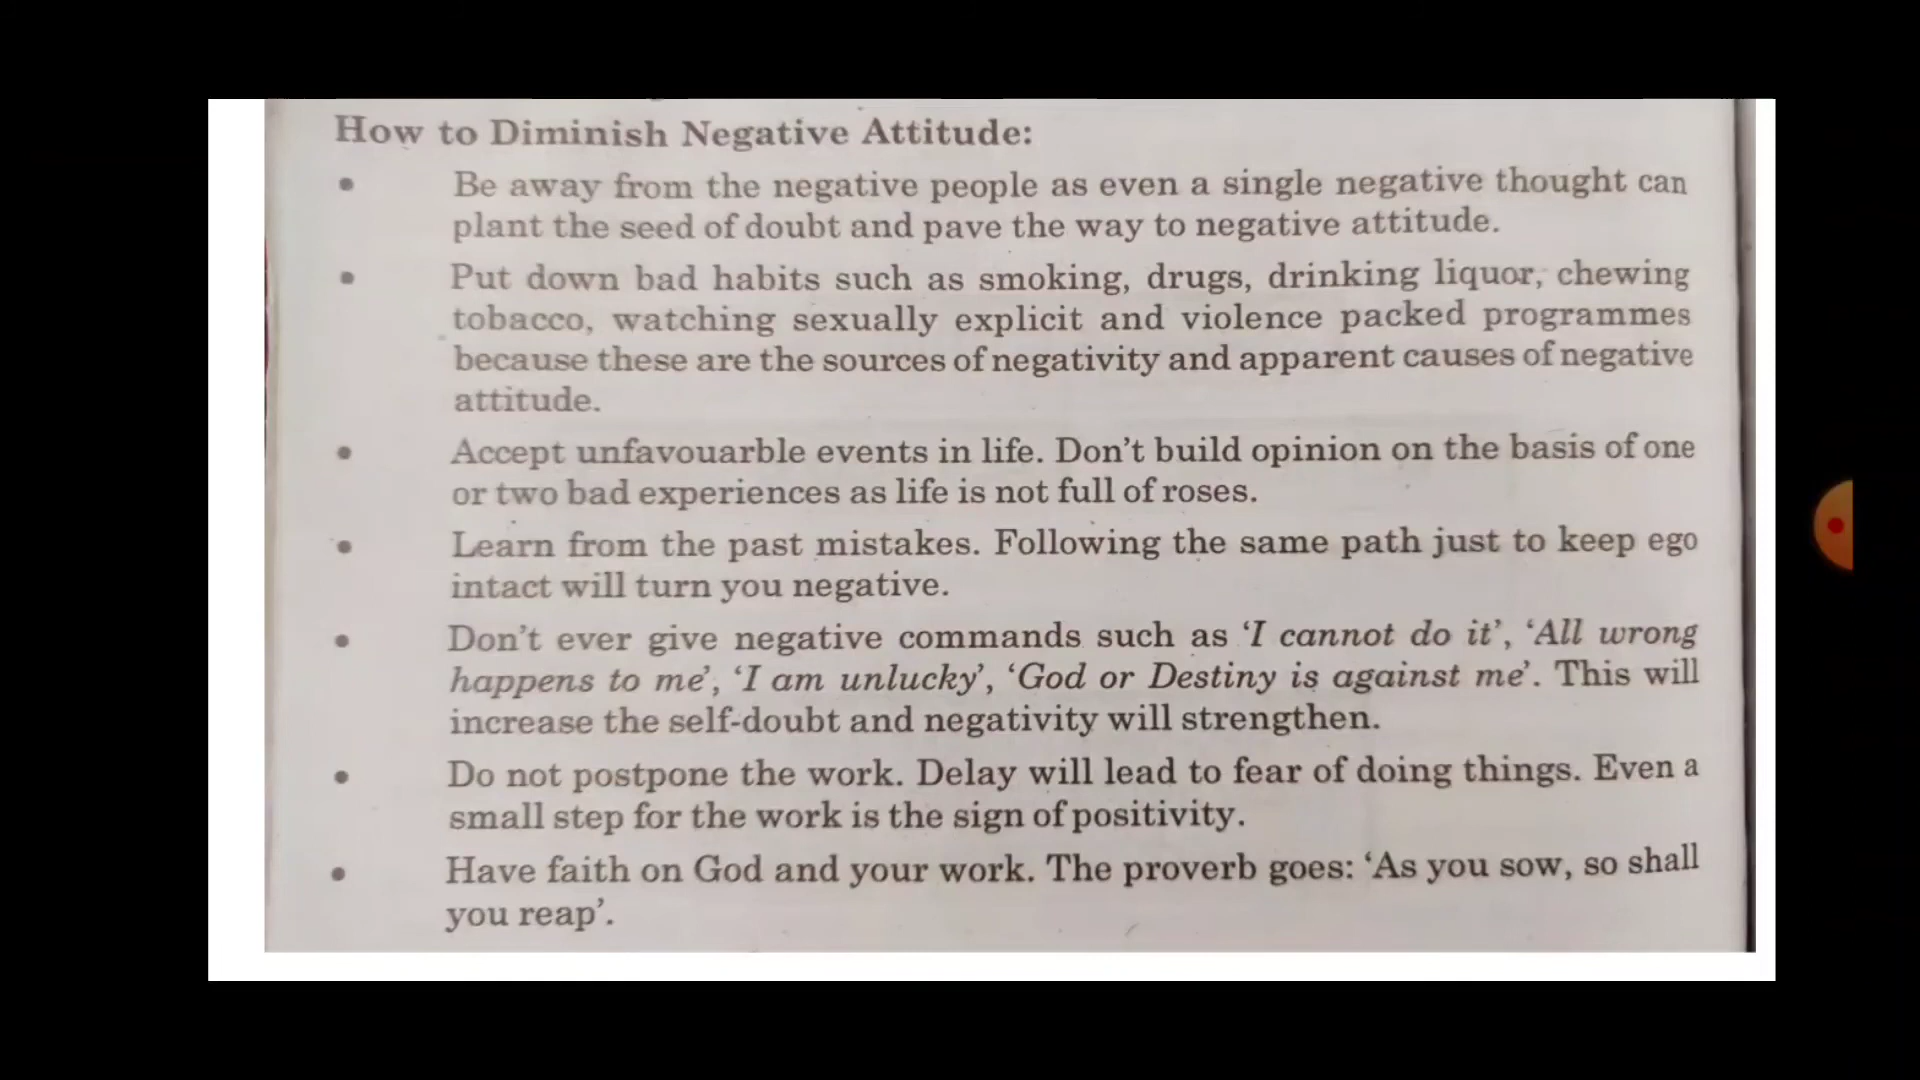 How to Diminish Negative Attitude:
• Be away from the negative people as even a single negative thought can
plant the seed of doubt and pave the way to negative attitude.
• Put down bad habits such as smoking, drugs, drinking liquor, chewing
tobacco, watching sexually explicit and violence packed programmes
because these are the sources of negativity and apparent causes of negative
attitude.
• Accept unfavouarble events in life. Don't build opinion on the basis of one
or two bad experiences as life is not full of roses.
• Learn from the past mistakes. Following the same path just to keep ego
intact will turn you negative.
• Don't ever give negative commands such as 'I cannot do it', 'All wrong
happens to me', 'I am unlucky', 'God or Destiny is against me'. This will
increase the self-doubt and negativity will strengthen.
• Do not postpone the work. Delay will lead to fear of doing things. Even a
small step for the work is the sign of positivity.
• Have faith on God and your work. The proverb goes: 'As you sow, so shall
you reap'.